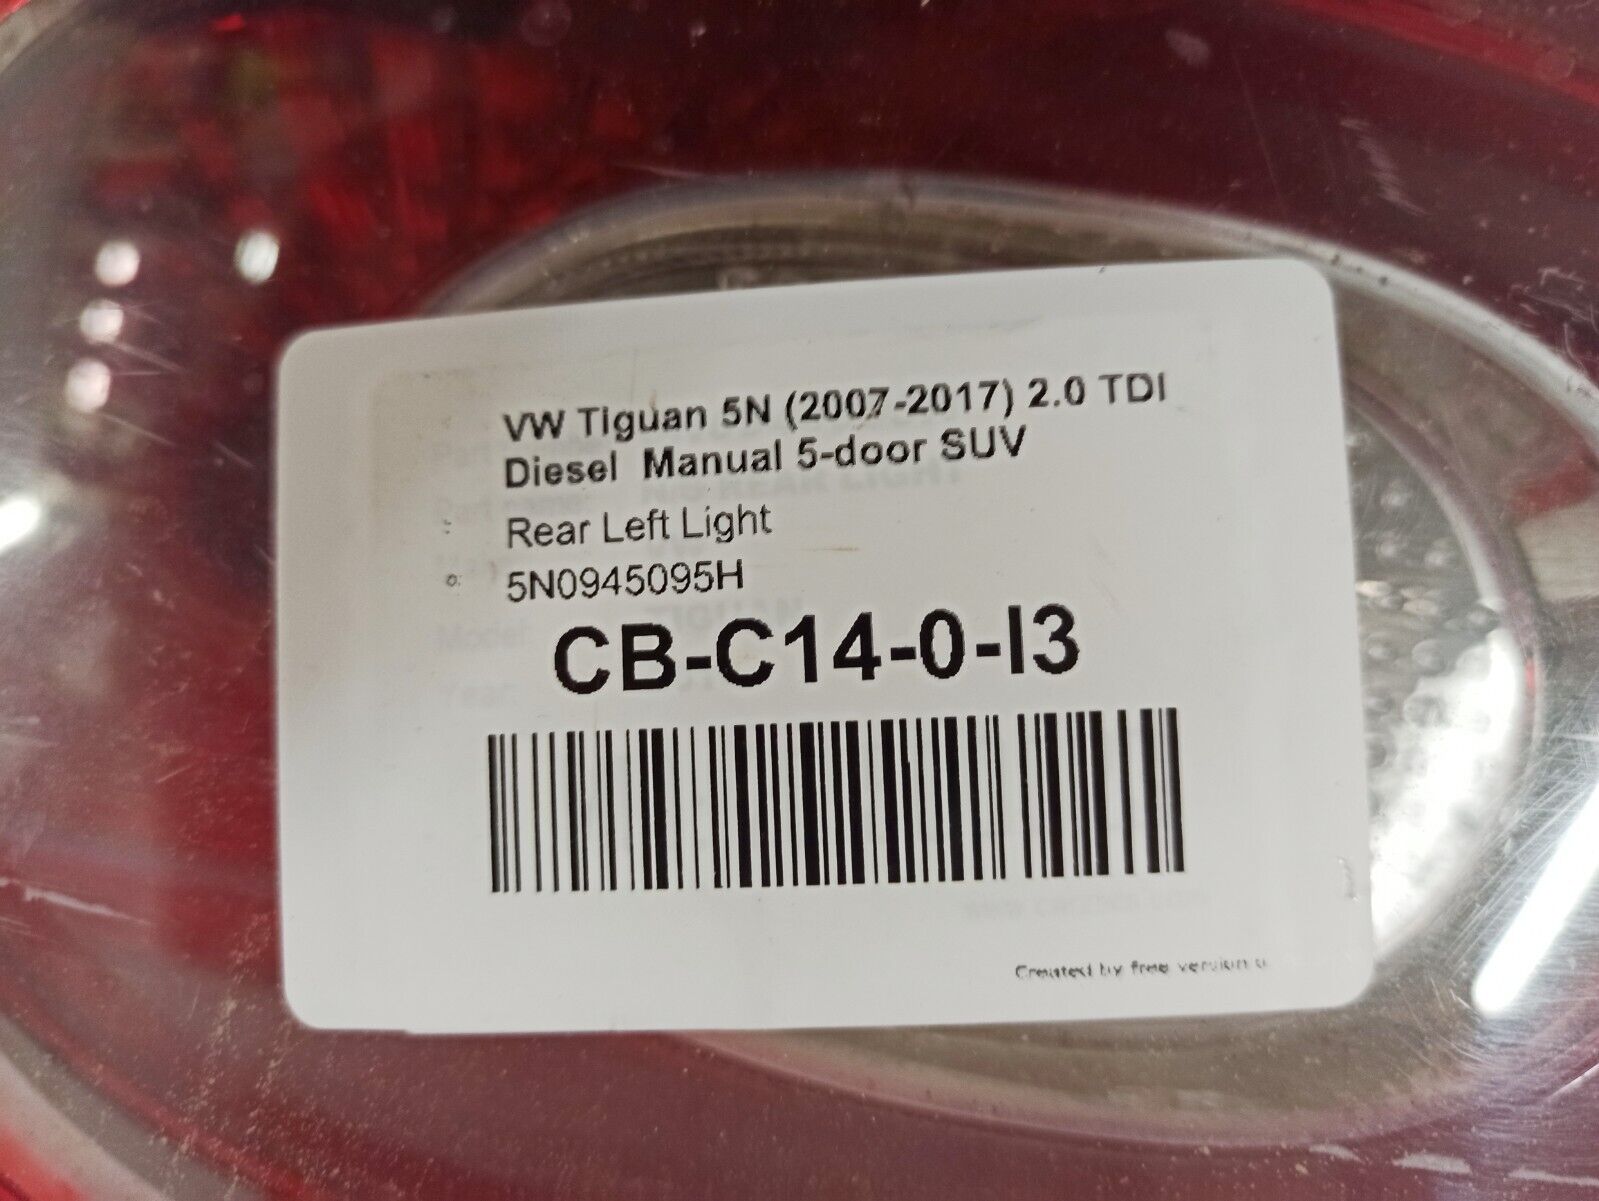 VW Tiguan 5N (2007-2017) 2.0 TDI
Diesel Manual 5-door SUV
Rear Left Light
5N0945095H
CB-C14-0-I3
Created by free version